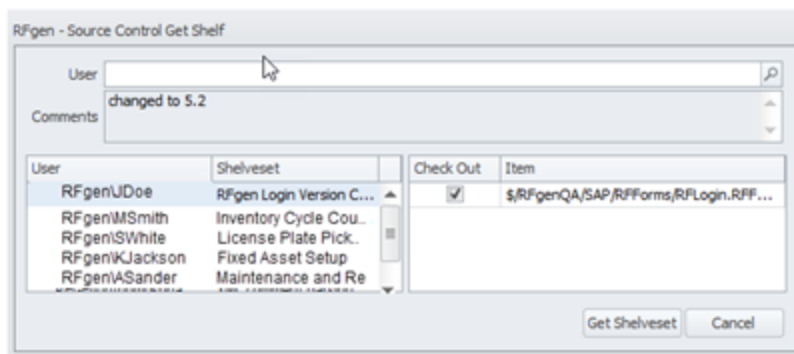 RFgen - Source Control Get Shelf
User
Comments
changed to 5.2
User Shelveset
RFgen\JDoe RFgen Login Version C...
RFgen\MSmith Inventory Cycle Cou..
RFgen\SWhite License Plate Pick..
RFgen\KJackson Fixed Asset Setup
RFgen\ASander Maintenance and Re
Check Out Item
$/RFgenQA/SAP/RFForms/RFLogin.RFF...
Get Shelveset Cancel